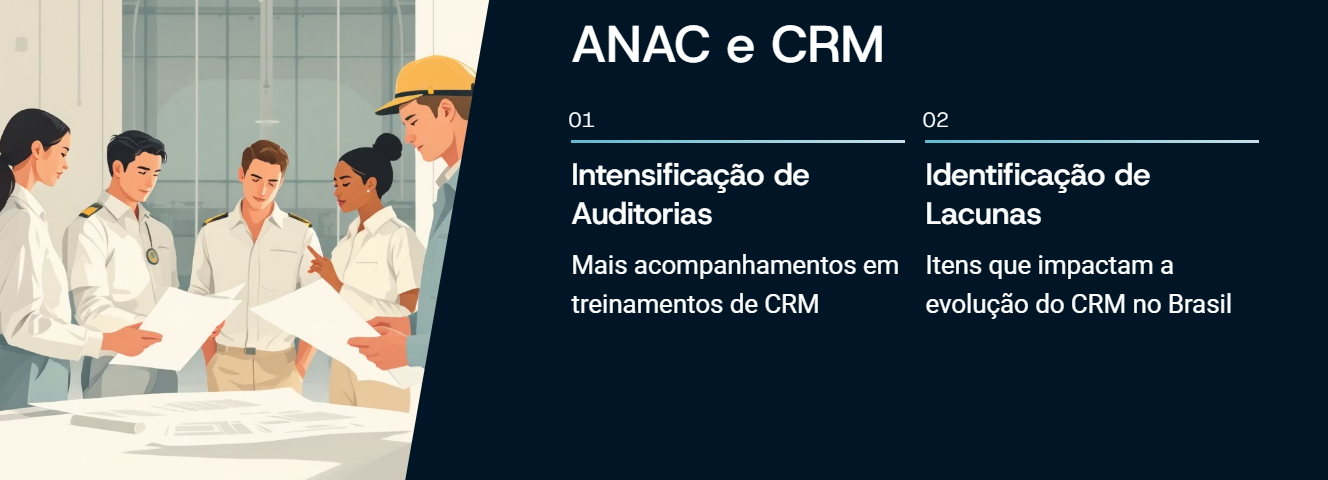 ANAC e CRM
01
Intensificação de
Auditorias
Mais acompanhamentos em
treinamentos de CRM
02
Identificação de
Lacunas
Itens que impactam a
evolução do CRM no Brasil